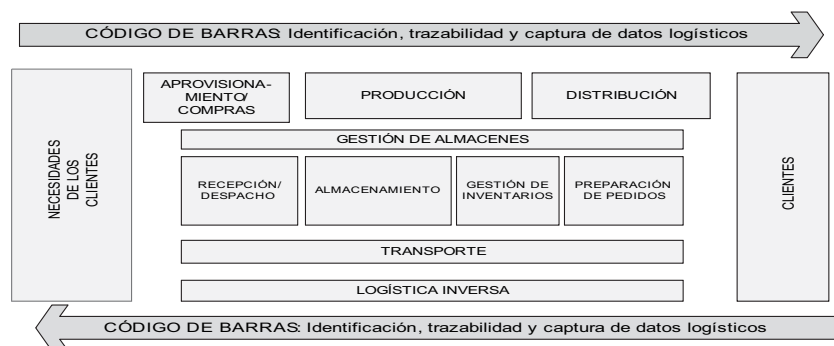 CÓDIGO DE BARRAS: Identificación, trazabilidad y captura de datos logísticos
NECESIDADES
DE LOS
CLIENTES
APROVISIONA-
MIENTO/
COMPRAS
PRODUCCIÓN
DISTRIBUCIÓN
GESTIÓN DE ALMACENES
RECEPCIÓN/
DESPACHO
ALMACENAMIENTO
GESTIÓN DE
INVENTARIOS
PREPARACIÓN
DE PEDIDOS
TRANSPORTE
LOGÍSTICA INVERSA
CLIENTES
CÓDIGO DE BARRAS: Identificación, trazabilidad y captura de datos logísticos